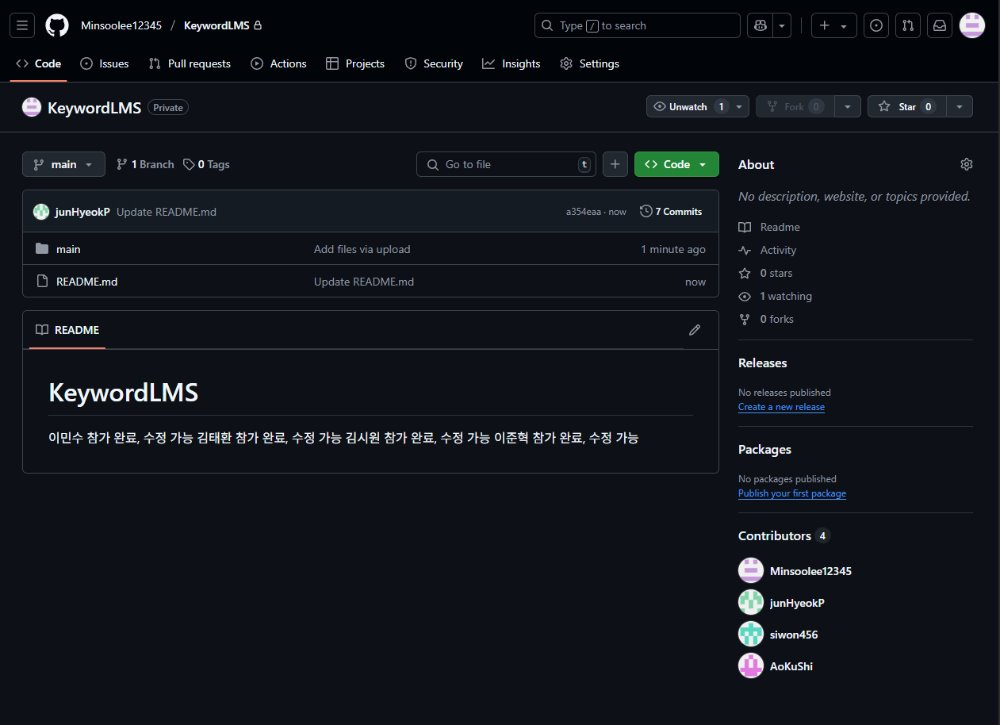 Minsoolee12345 / KeywordLMS
Type / to search
Code Issues Pull requests Actions Projects Security Insights Settings
KeywordLMS Private
Unwatch 1 Fork 0 Star 0
main 1 Branch 0 Tags
Go to file t
Code
junHyeokP Update README.md a354eaa · now 7 Commits
main Add files via upload 1 minute ago
README.md Update README.md now
README
KeywordLMS
이민수 참가 완료, 수정 가능 김태환 참가 완료, 수정 가능 김시원 참가 완료, 수정 가능 이준혁 참가 완료, 수정 가능
About
No description, website, or topics provided.
Readme
Activity
0 stars
1 watching
0 forks
Releases
No releases published
Create a new release
Packages
No packages published
Publish your first package
Contributors 4
Minsoolee12345
junHyeokP
siwon456
AoKuShi